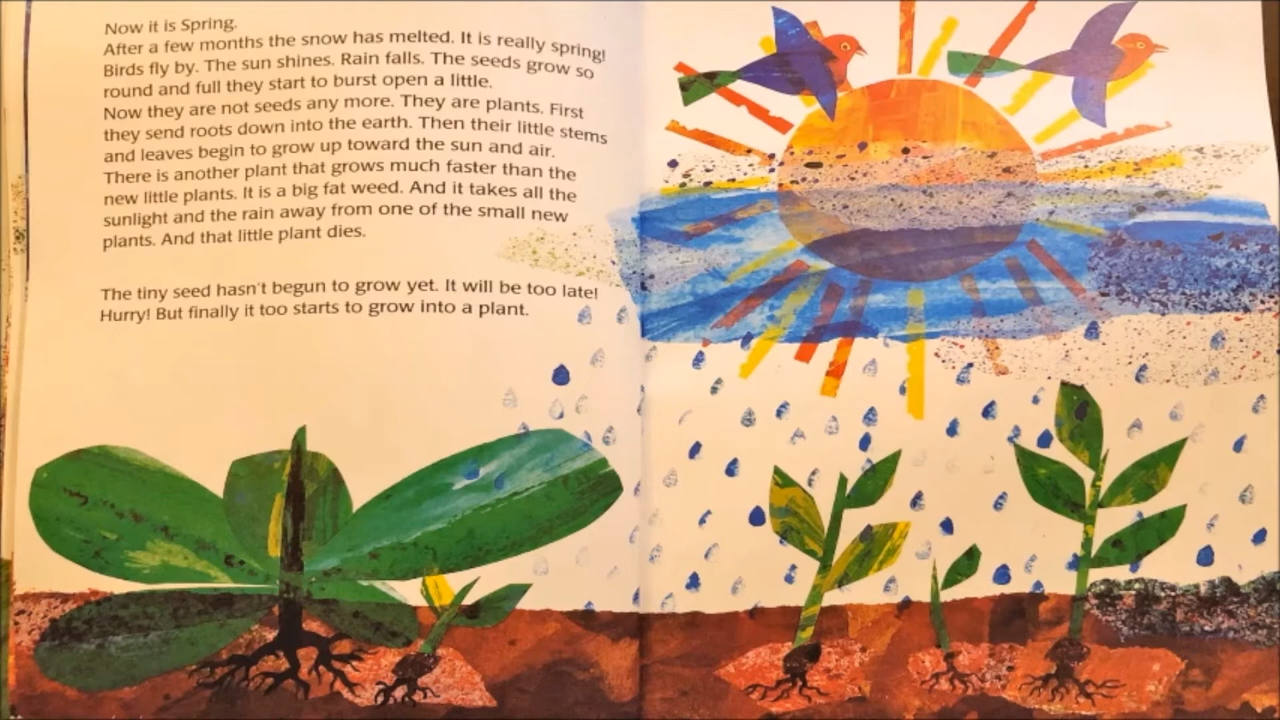 Now it is Spring.
After a few months the snow has melted. It is really spring!
Birds fly by. The sun shines. Rain falls. The seeds grow so
round and full they start to burst open a little.
Now they are not seeds any more. They are plants. First
they send roots down into the earth. Then their little stems
and leaves begin to grow up toward the sun and air.
There is another plant that grows much faster than the
new little plants. It is a big fat weed. And it takes all the
sunlight and the rain away from one of the small new
plants. And that little plant dies.
The tiny seed hasn't begun to grow yet. It will be too late!
Hurry! But finally it too starts to grow into a plant.